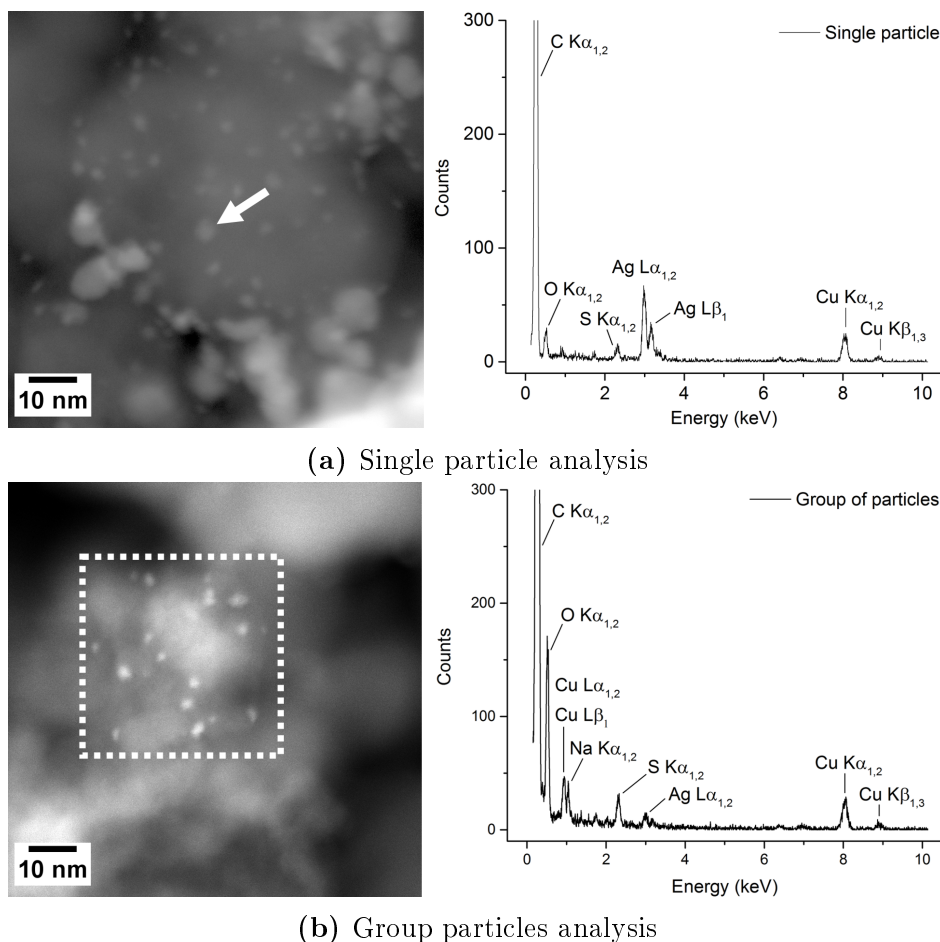 300
Single particle
C Kα1,2
200
Counts
100
Ag Lα1,2
O Kα1,2
Ag Lβ1
S Kα1,2
Cu Kα1,2
Cu Kβ1,3
0
0 2 4 6 8 10
Energy (keV)
10 nm
(a) Single particle analysis
300
Group of particles
C Kα1,2
200
O Kα1,2
Counts
Cu Lα1,2
100
Cu Lβ1
Na Kα1,2
S Kα1,2
Ag Lα1,2
Cu Kα1,2
Cu Kβ1,3
0
0 2 4 6 8 10
Energy (keV)
10 nm
(b) Group particles analysis